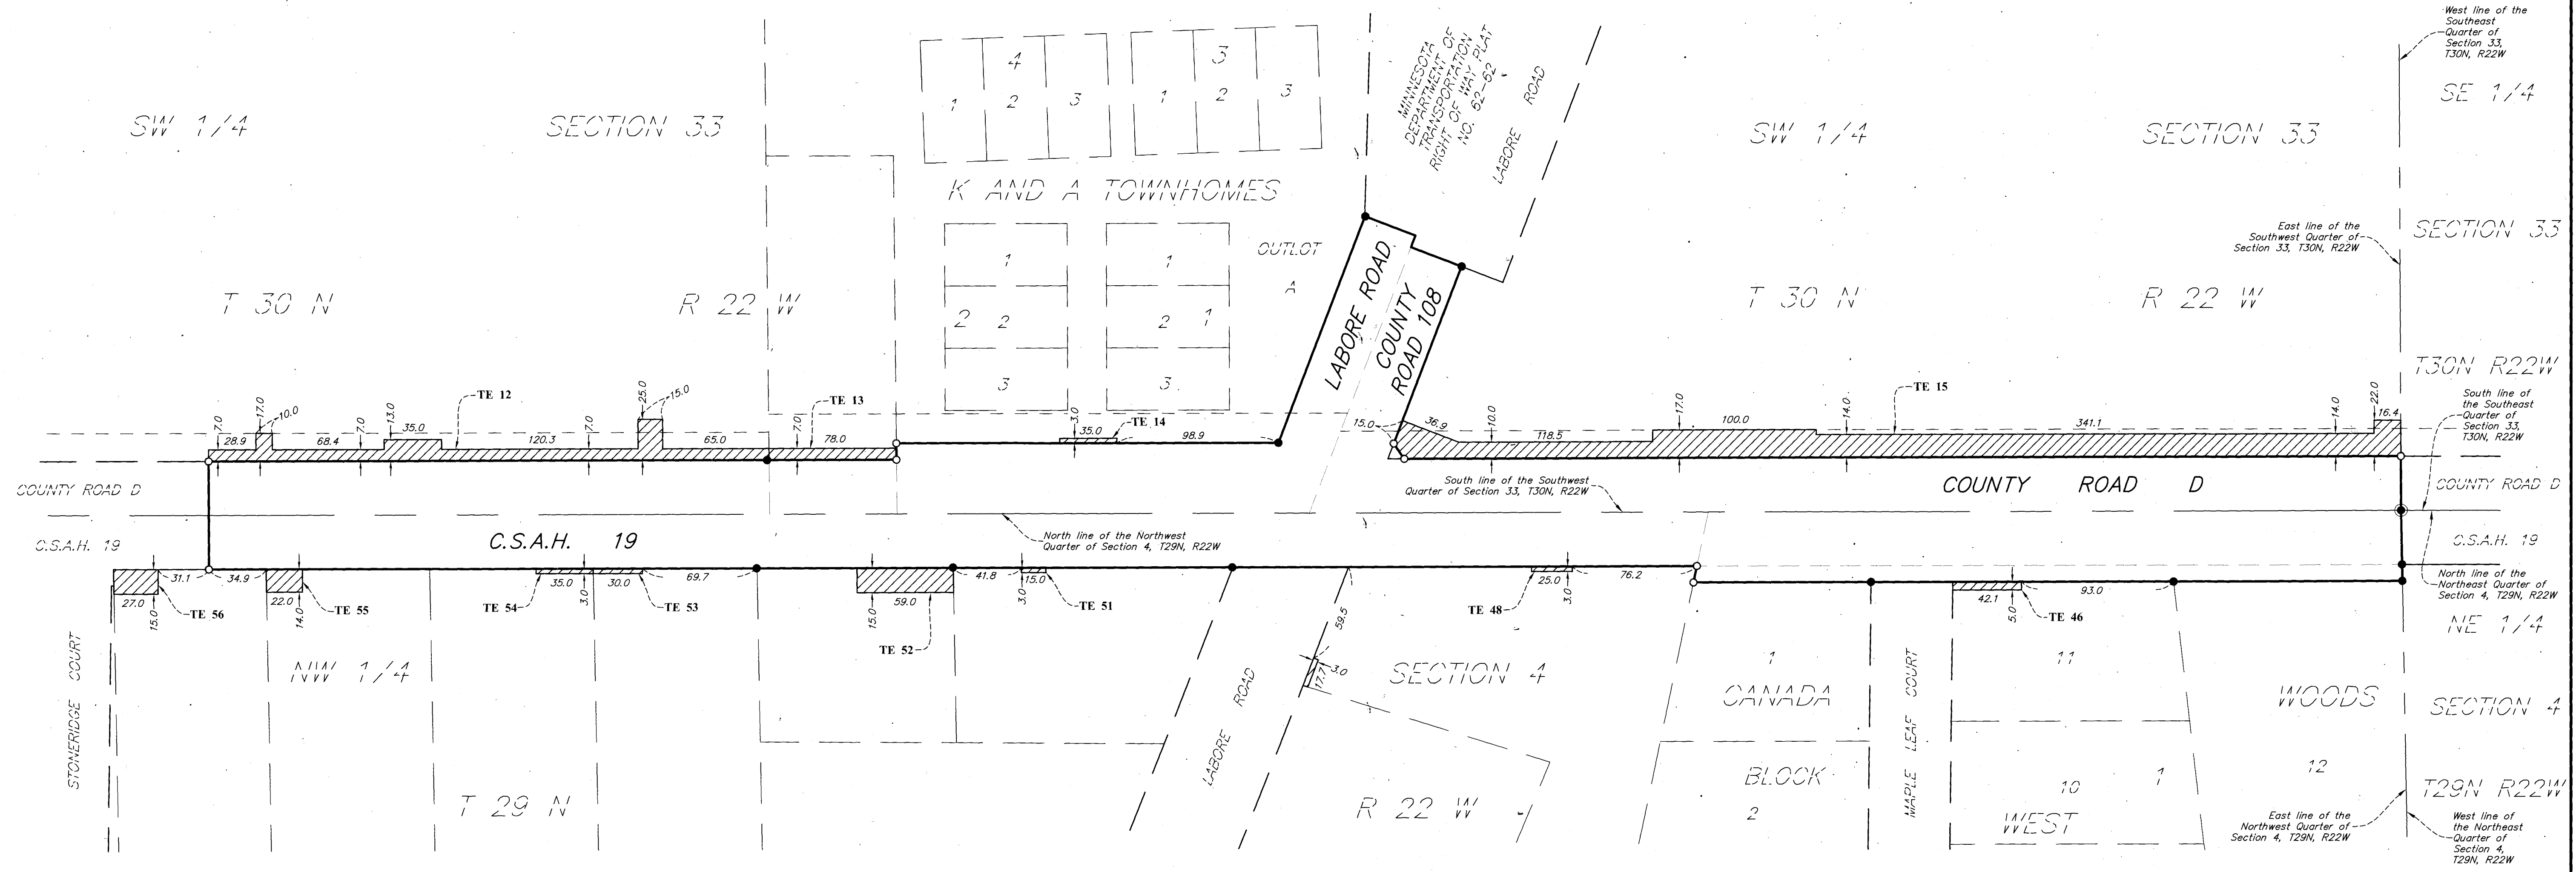 West line of the
Southeast
Quarter of
Section 33,
T30N, R22W
SE 1/4
SW 1/4
SECTION 33
4
1
2
3
3
1
2
3
MINNESOTA
DEPARTMENT OF
TRANSPORTATION
RIGHT OF WAY PLAT
NO. 62-62
LABORE ROAD
SW 1/4
SECTION 33
K AND A TOWNHOMES
East line of the
Southwest Quarter of
Section 33, T30N, R22W
SECTION 33
T 30 N
R 22 W
1
2 2
3
1
2 1
3
OUTLOT
A
LABORE ROAD
COUNTY
ROAD 108
T 30 N
R 22 W
T30N R22W
South line of
the Southeast
Quarter of
Section 33,
T30N, R22W
7.0
28.9
17.0
10.0
68.4
7.0
13.0
35.0
TE 12
120.3
7.0
25.0
15.0
65.0
7.0
TE 13
78.0
3.0
35.0
TE 14
98.9
15.0
36.9
10.0
118.5
17.0
100.0
14.0
TE 15
341.1
14.0
22.0
16.4
COUNTY ROAD D
South line of the Southwest
Quarter of Section 33, T30N, R22W
COUNTY ROAD D
COUNTY ROAD D
C.S.A.H. 19
C.S.A.H. 19
North line of the Northwest
Quarter of Section 4, T29N, R22W
C.S.A.H. 19
North line of the
Northeast Quarter of
Section 4, T29N, R22W
31.1
27.0
15.0
TE 56
34.9
22.0
14.0
TE 55
TE 54
35.0
3.0
30.0
TE 53
69.7
15.0
59.0
TE 52
41.8
3.0
15.0
TE 51
59.5
3.0
17.7
TE 48
25.0
3.0
76.2
42.1
5.0
TE 46
93.0
NE 1/4
STONERIDGE COURT
NW 1/4
LABORE ROAD
SECTION 4
1
CANADA
MAPLE LEAF COURT
11
WOODS
SECTION 4
T 29 N
R 22 W
BLOCK
2
10
1
WEST
12
T29N R22W
East line of the
Northwest Quarter of
Section 4, T29N, R22W
West line of
the Northeast
Quarter of
Section 4,
T29N, R22W